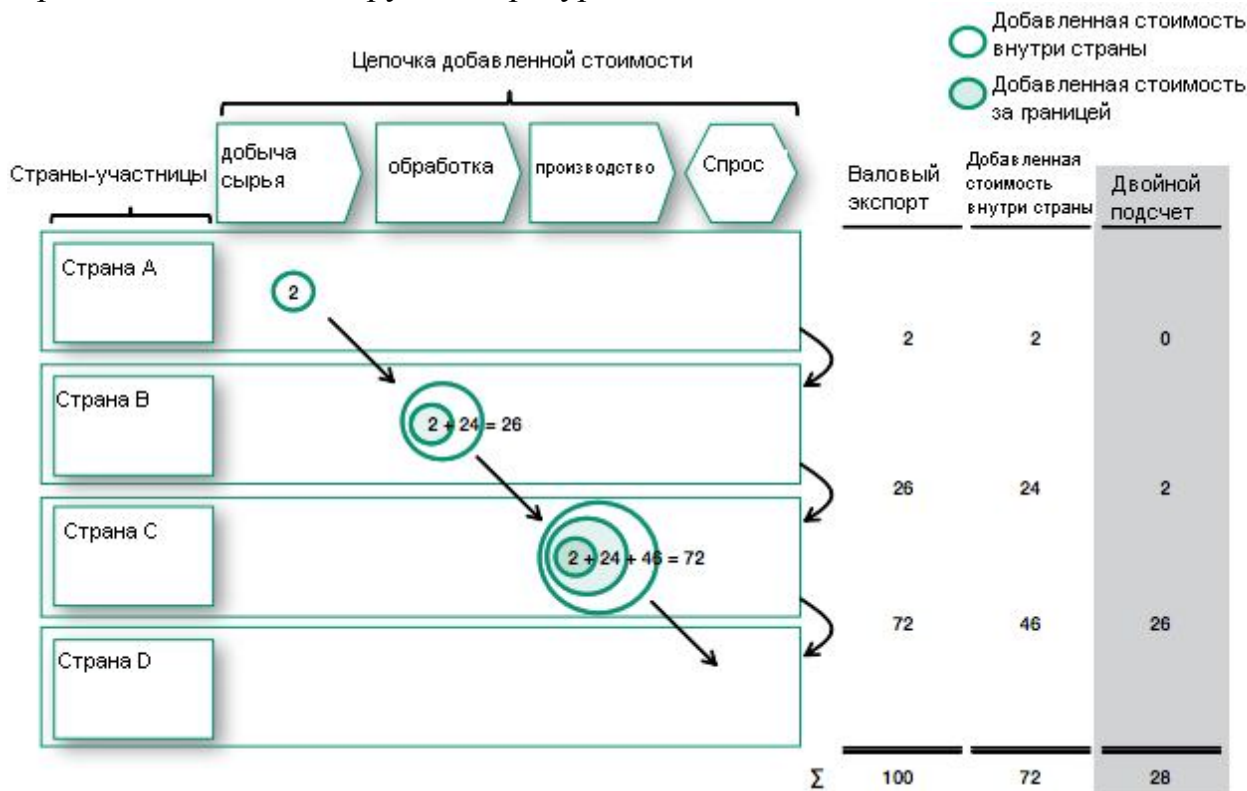 Добавленная стоимость
внутри страны
Добавленная стоимость
за границей
Цепочка добавленной стоимости
Страны-участницы
добыча
сырья
обработка
производство
Спрос
Валовый
экспорт
Добавленная
стоимость
внутри страны
Двойной
подсчет
Страна A
2
2 2 0
Страна B
2 + 24 = 26
26 24 2
Страна C
2 + 24 + 46 = 72
72 46 26
Страна D
Σ 100 72 28